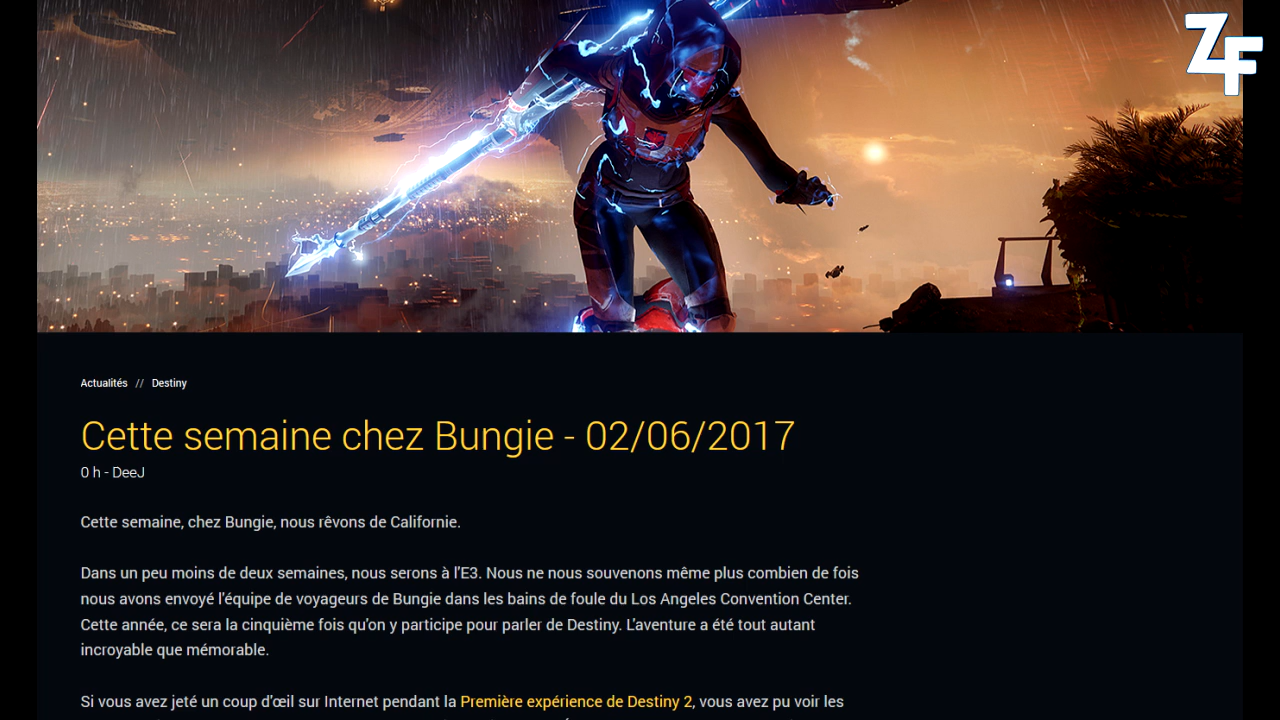 ZF
Actualités // Destiny
Cette semaine chez Bungie - 02/06/2017
0 h - DeeJ
Cette semaine, chez Bungie, nous rêvons de Californie.
Dans un peu moins de deux semaines, nous serons à l'E3. Nous ne nous souvenons même plus combien de fois
nous avons envoyé l'équipe de voyageurs de Bungie dans les bains de foule du Los Angeles Convention Center.
Cette année, ce sera la cinquième fois qu'on y participe pour parler de Destiny. L'aventure a été tout autant
incroyable que mémorable.
Si vous avez jeté un coup d'œil sur Internet pendant la Première expérience de Destiny 2, vous avez pu voir les